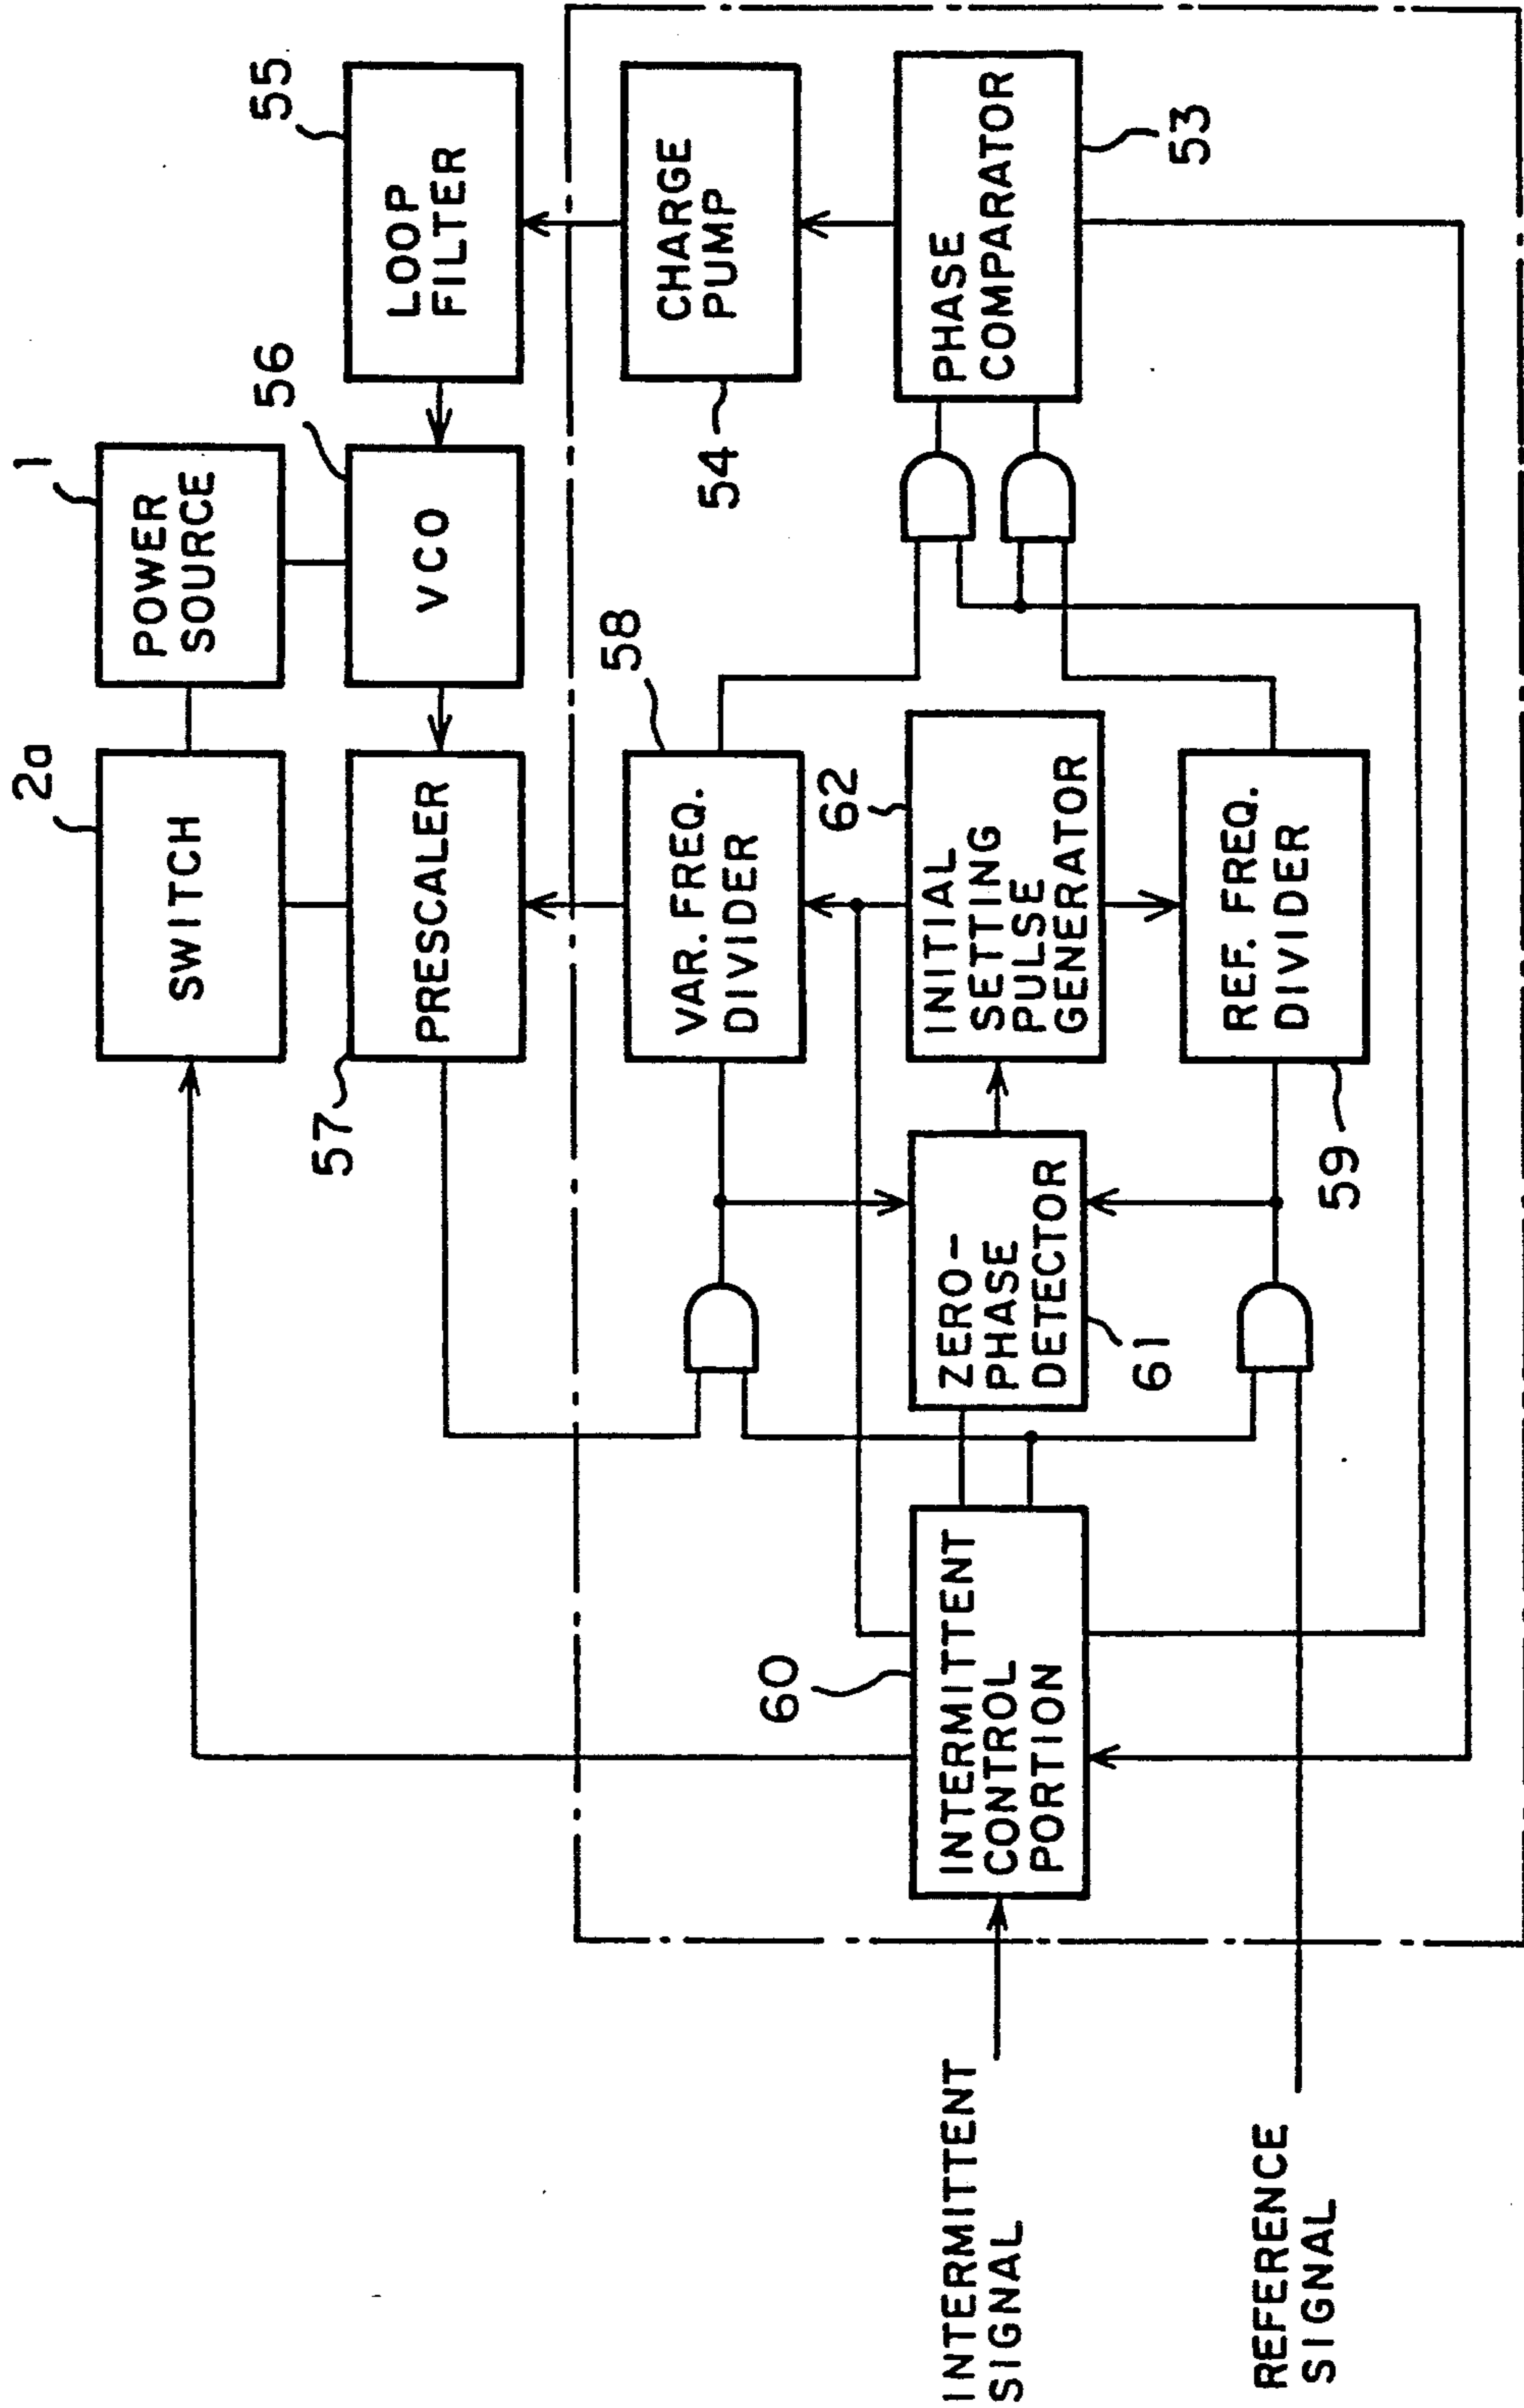 2a
SWITCH
1
POWER
SOURCE
57
PRESCALER
56
VCO
55
LOOP
FILTER
58
VAR. FREQ.
DIVIDER
54
CHARGE
PUMP
60
INTERMITTENT
CONTROL
PORTION
ZERO-
PHASE
DETECTOR
61
62
INITIAL
SETTING
PULSE
GENERATOR
PHASE
COMPARATOR
53
REF. FREQ.
DIVIDER
59
INTERMITTENT
SIGNAL
REFERENCE
SIGNAL